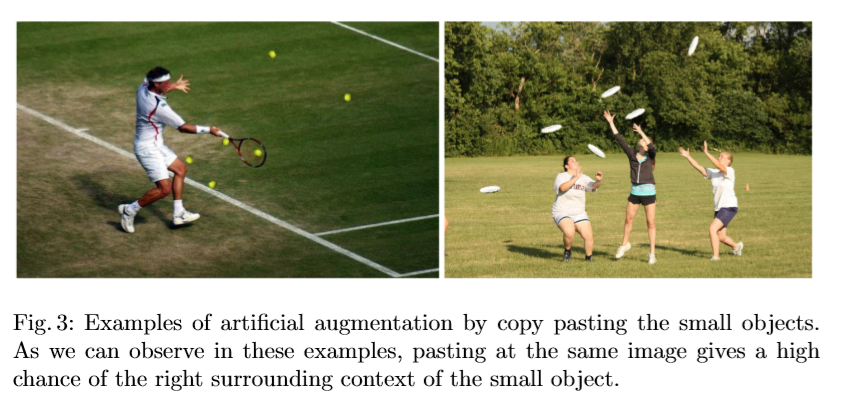 Fig. 3: Examples of artificial augmentation by copy pasting the small objects.
As we can observe in these examples, pasting at the same image gives a high
chance of the right surrounding context of the small object.